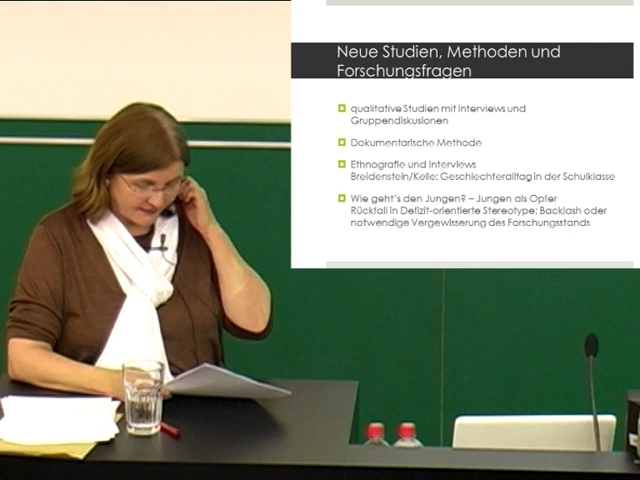 Neue Studien, Methoden und
Forschungsfragen
qualitative Studien mit Interviews und
Gruppendiskusionen
Dokumentarische Methode
Ethnografie und Interviews
Breidenstein/Kelle: Geschlechteralltag in der Schulklasse
Wie geht's den Jungen? – Jungen als Opfer
Rückfall in Defizit-orientierte Stereotype: Backlash oder
notwendige Vergewisserung des Forschungsstands